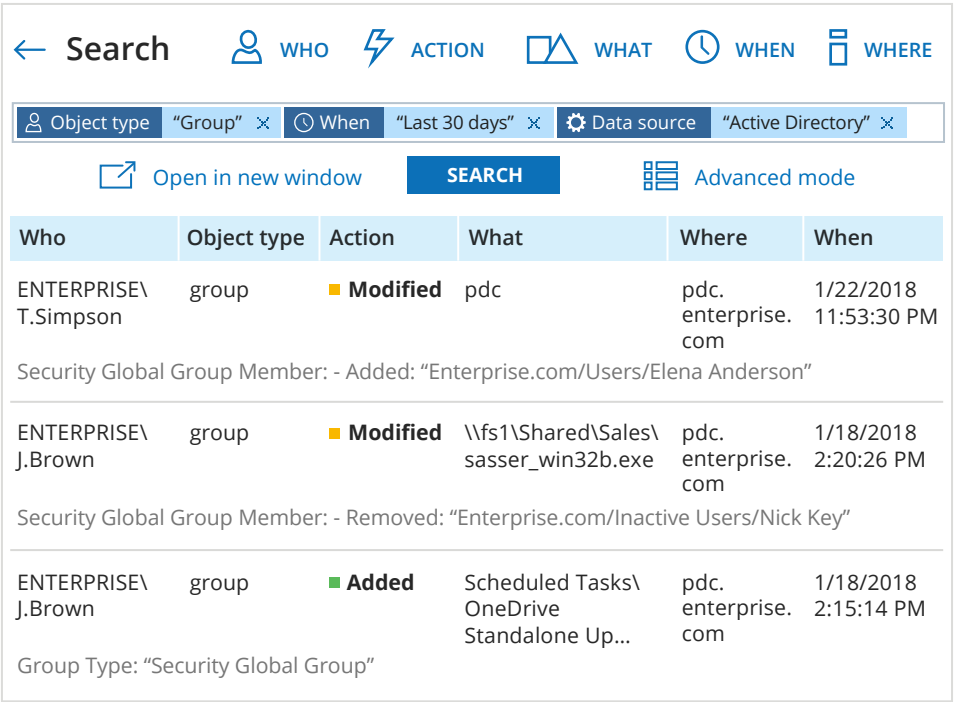 Search WHO ACTION WHAT WHEN WHERE
Object type "Group" When "Last 30 days" Data source "Active Directory"
Open in new window SEARCH Advanced mode
Who Object type Action What Where When
ENTERPRISE\ group Modified pdc pdc. 1/22/2018
T.Simpson enterprise. 11:53:30 PM
com
Security Global Group Member: - Added: “Enterprise.com/Users/Elena Anderson”
ENTERPRISE\ group Modified \\fs1\Shared\Sales\ pdc. 1/18/2018
J.Brown sasser_win32b.exe enterprise. 2:20:26 PM
com
Security Global Group Member: - Removed: “Enterprise.com/Inactive Users/Nick Key”
ENTERPRISE\ group Added Scheduled Tasks\ pdc. 1/18/2018
J.Brown OneDrive enterprise. 2:15:14 PM
Standalone Up... com
Group Type: “Security Global Group”